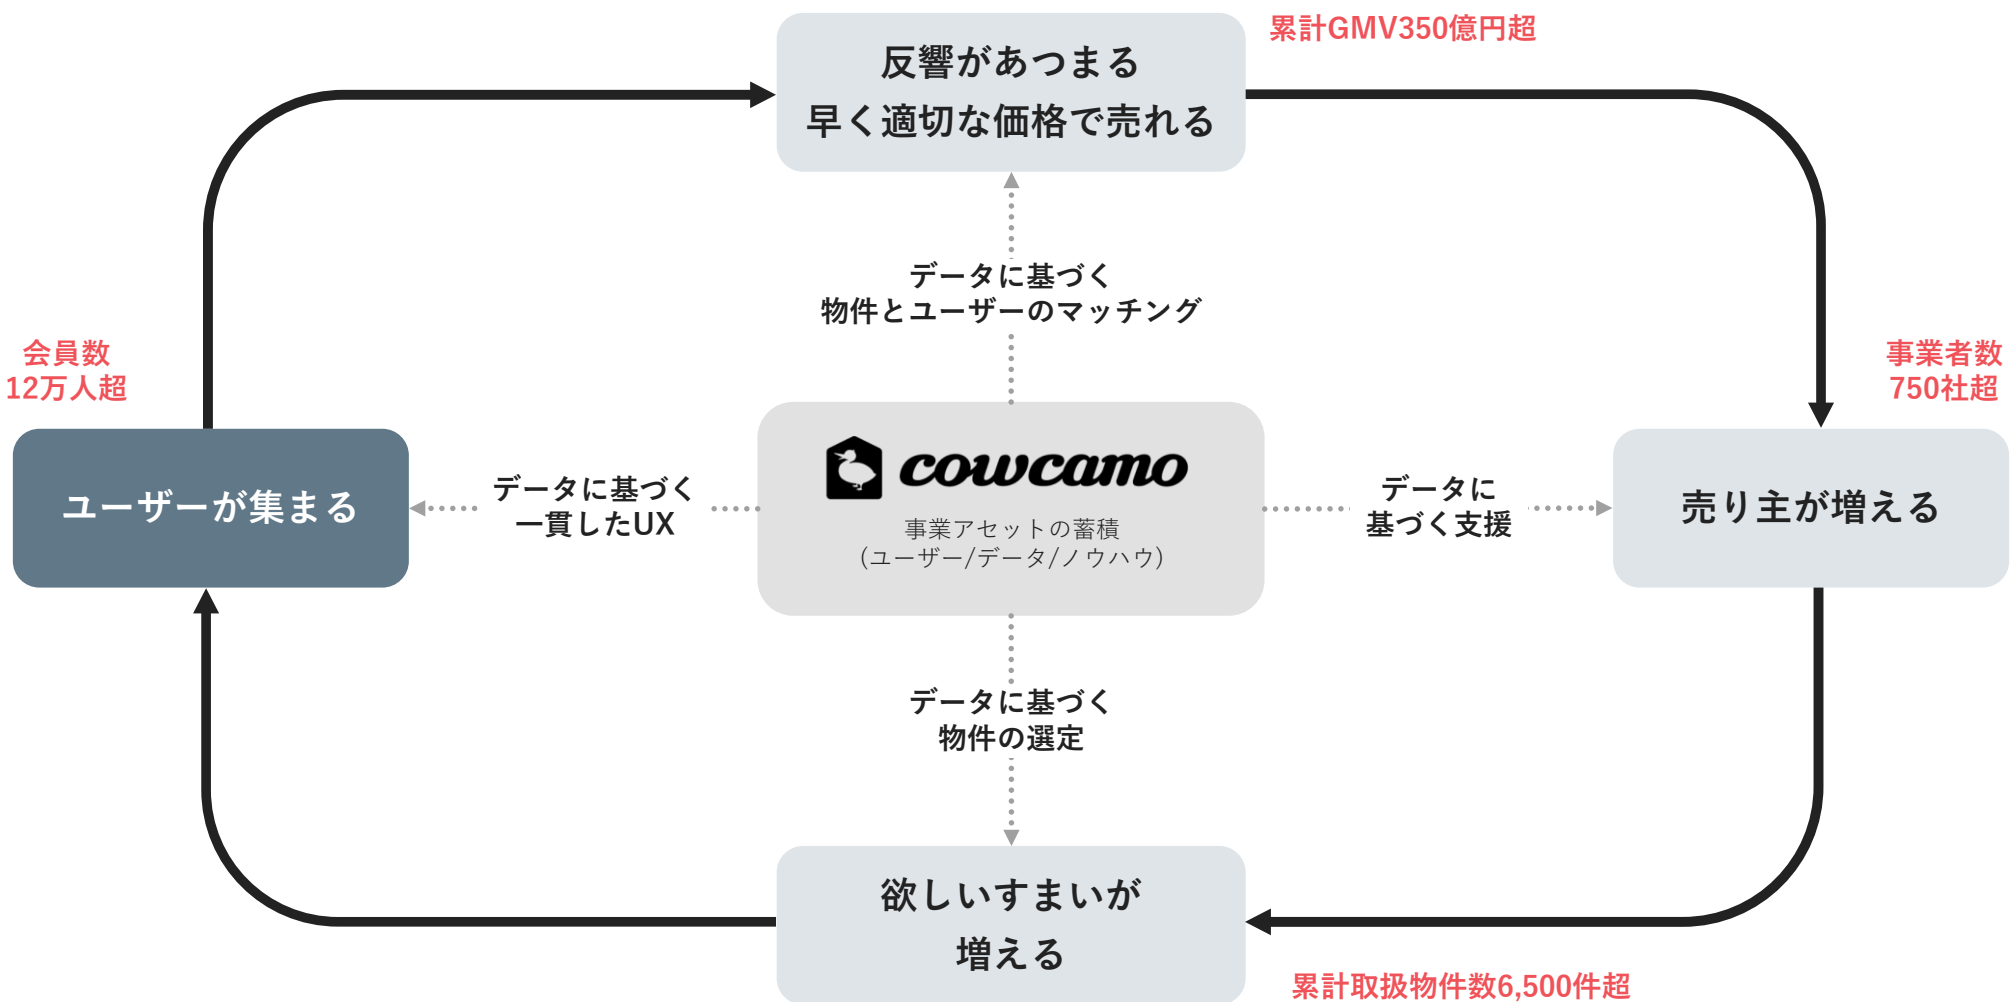 累計GMV350億円超
反響があつまる
早く適切な価格で売れる
データに基づく
物件とユーザーのマッチング
会員数
12万人超
事業者数
750社超
ユーザーが集まる
データに基づく
一貫したUX
cowcamo
事業アセットの蓄積
(ユーザー/データ/ノウハウ)
データに
基づく支援
売り主が増える
データに基づく
物件の選定
欲しいすまいが
増える
累計取扱物件数6,500件超